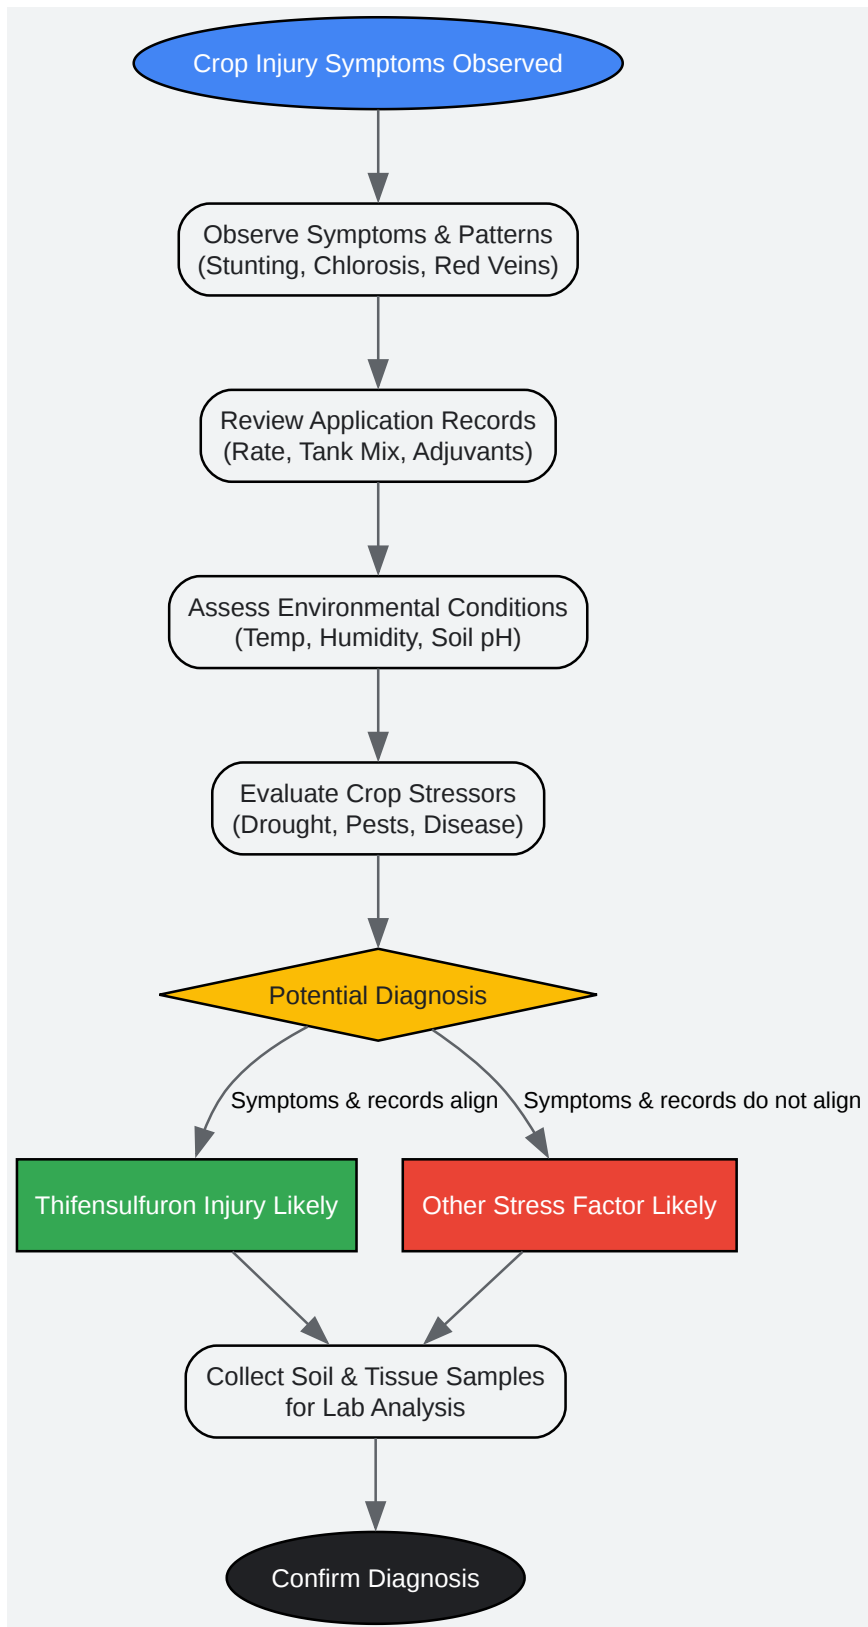 Crop Injury Symptoms Observed
Observe Symptoms & Patterns
(Stunting, Chlorosis, Red Veins)
Review Application Records
(Rate, Tank Mix, Adjuvants)
Assess Environmental Conditions
(Temp, Humidity, Soil pH)
Evaluate Crop Stressors
(Drought, Pests, Disease)
Potential Diagnosis
Symptoms & records align
Symptoms & records do not align
Thifensulfuron Injury Likely
Other Stress Factor Likely
Collect Soil & Tissue Samples
for Lab Analysis
Confirm Diagnosis